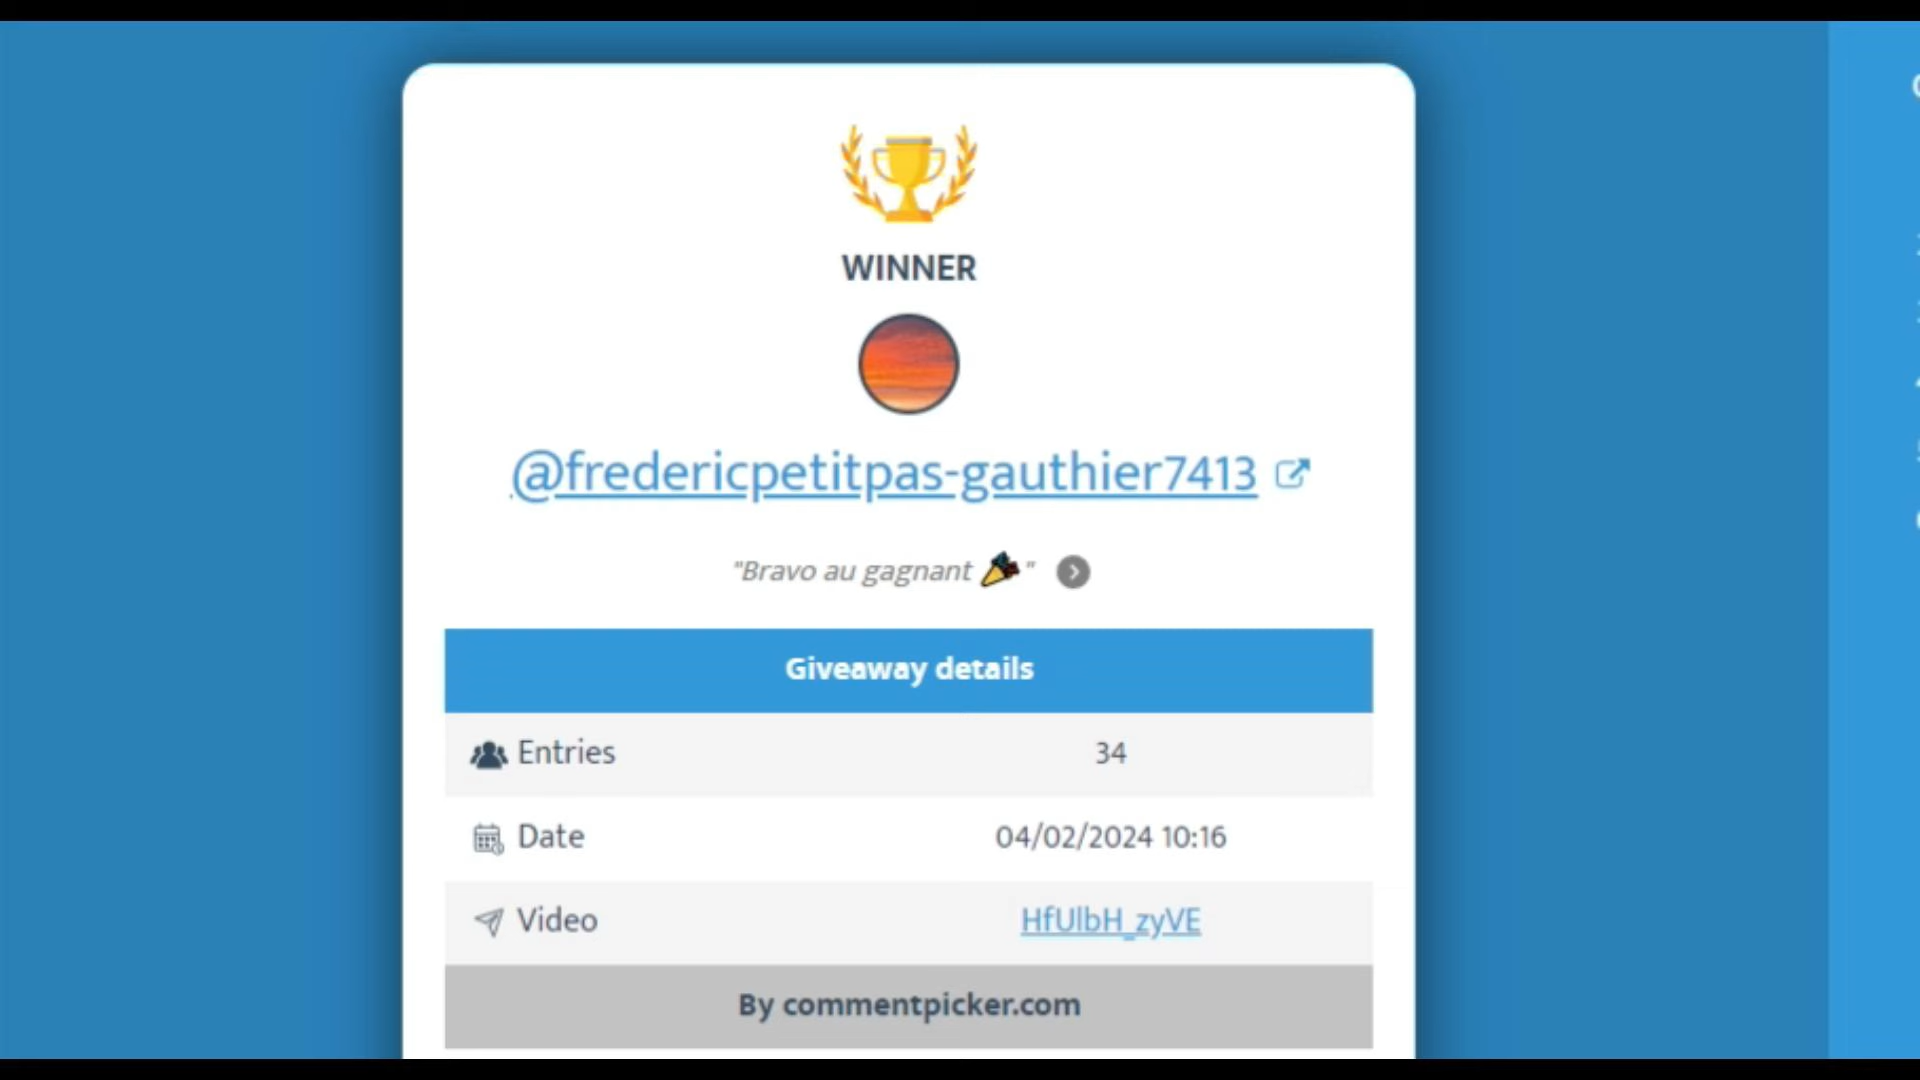 WINNER
@fredericpetitpas-gauthier7413
"Bravo au gagnant 🎉"
Giveaway details
Entries 34
Date 04/02/2024 10:16
Video HfUlbH_zyVE
By commentpicker.com